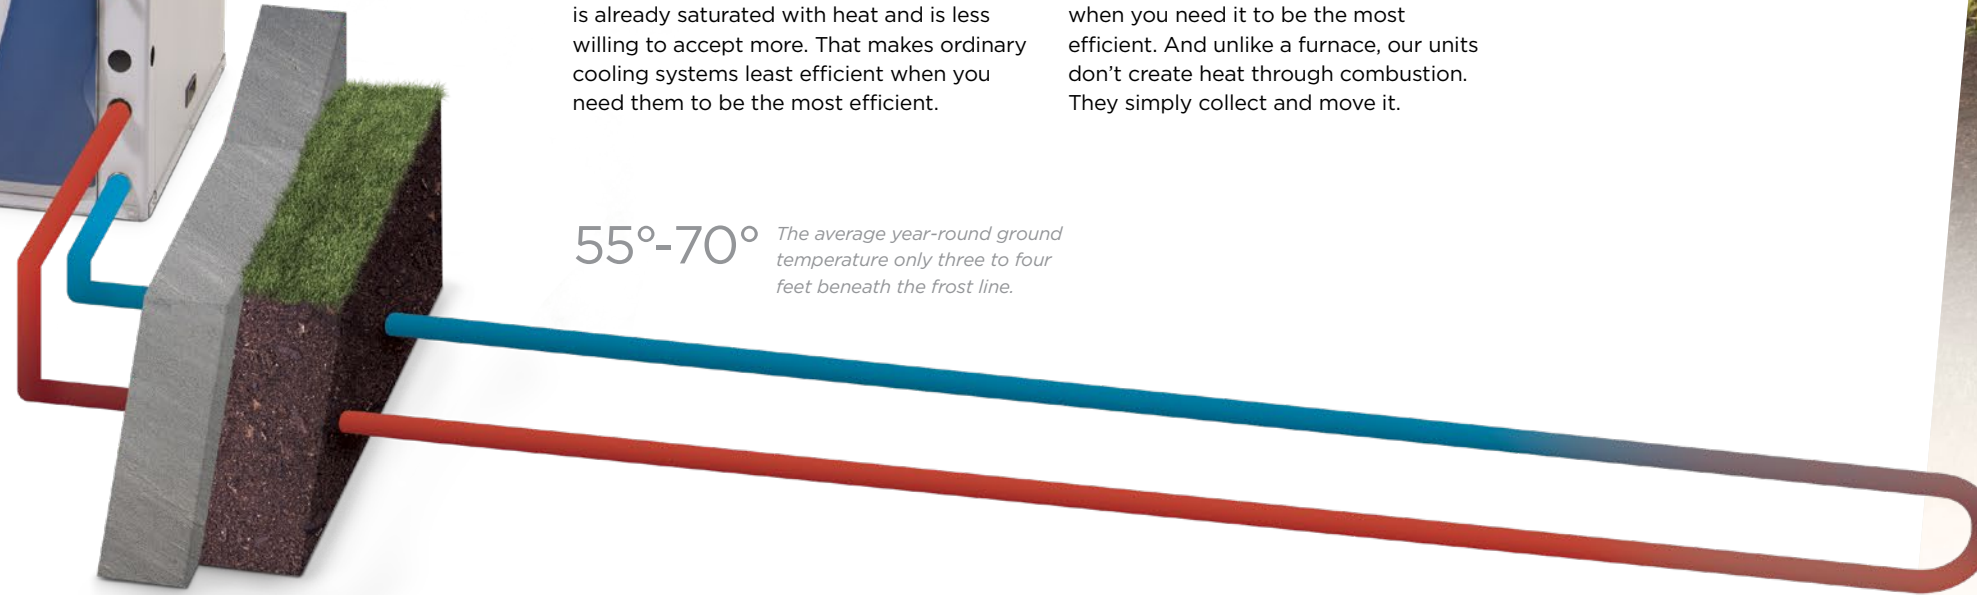 is already saturated with heat and is less
willing to accept more. That makes ordinary
cooling systems least efficient when you
need them to be the most efficient.
when you need it to be the most
efficient. And unlike a furnace, our units
don’t create heat through combustion.
They simply collect and move it.
55°-70°
The average year-round ground
temperature only three to four
feet beneath the frost line.